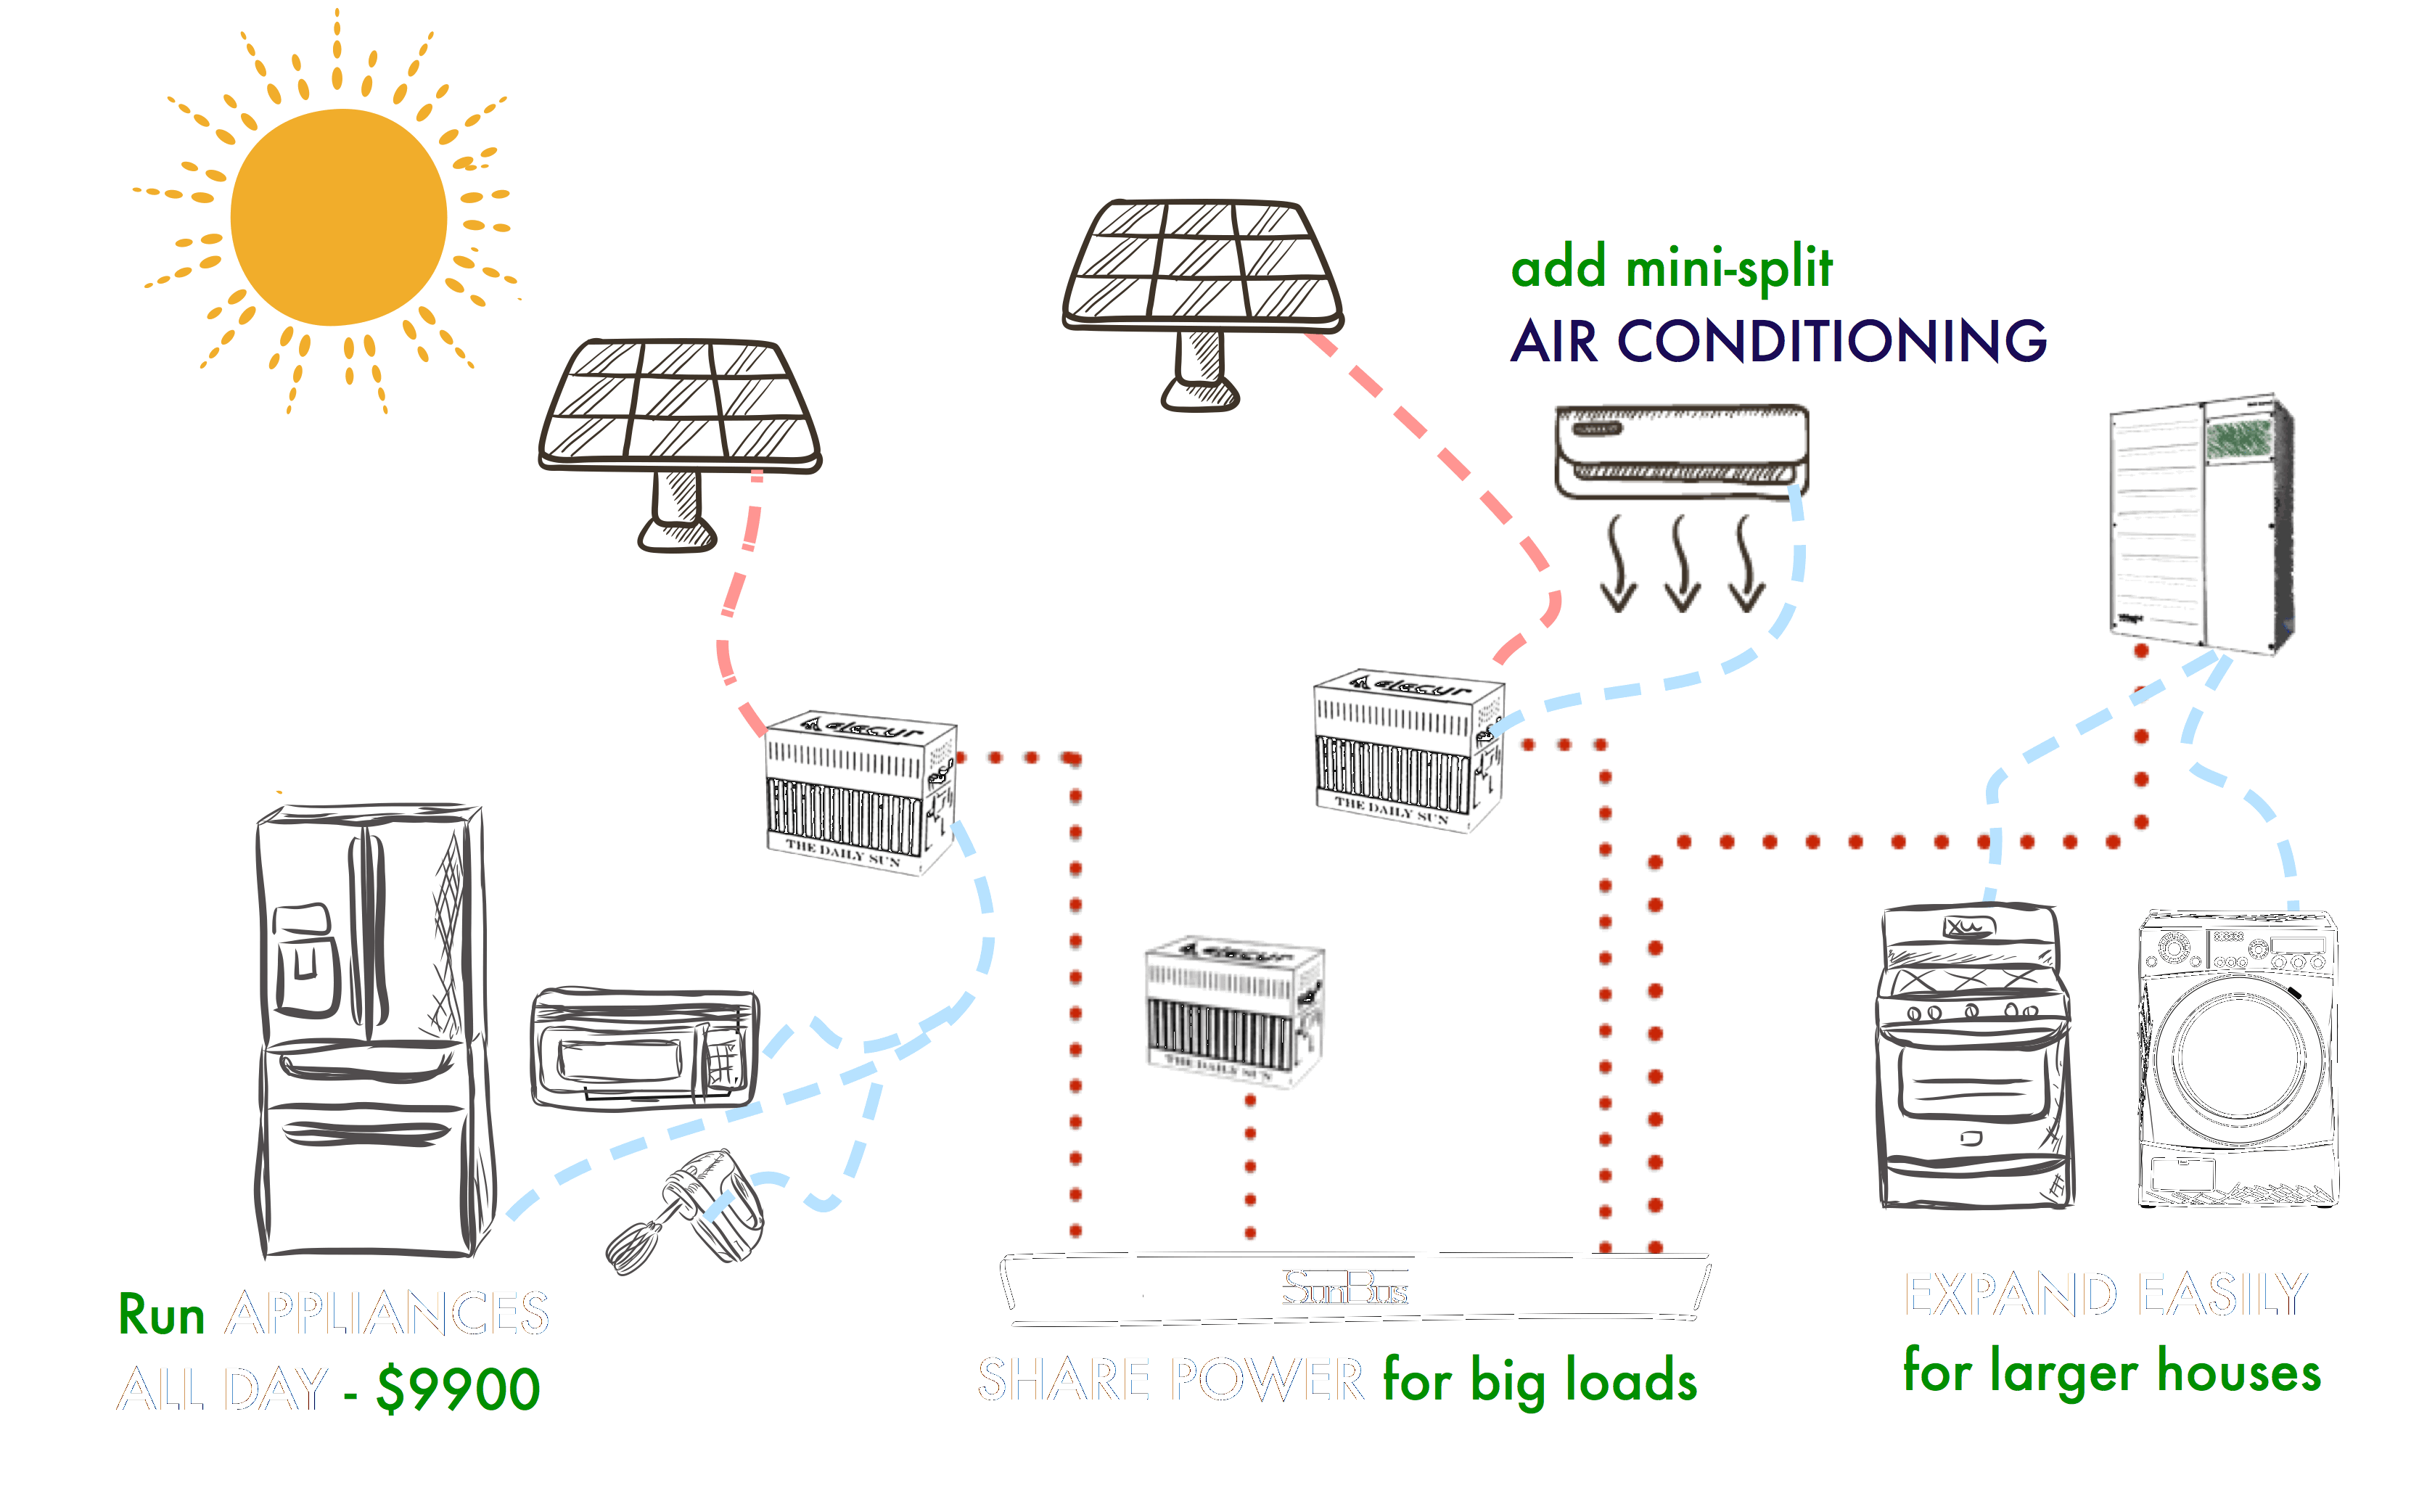 add mini-split
AIR CONDITIONING
elecyr
THE DAILY SUN
elecyr
THE DAILY SUN
elecyr
THE DAILY SUN
SunBus
Run APPLIANCES
ALL DAY - $9900
SHARE POWER for big loads
EXPAND EASILY
for larger houses